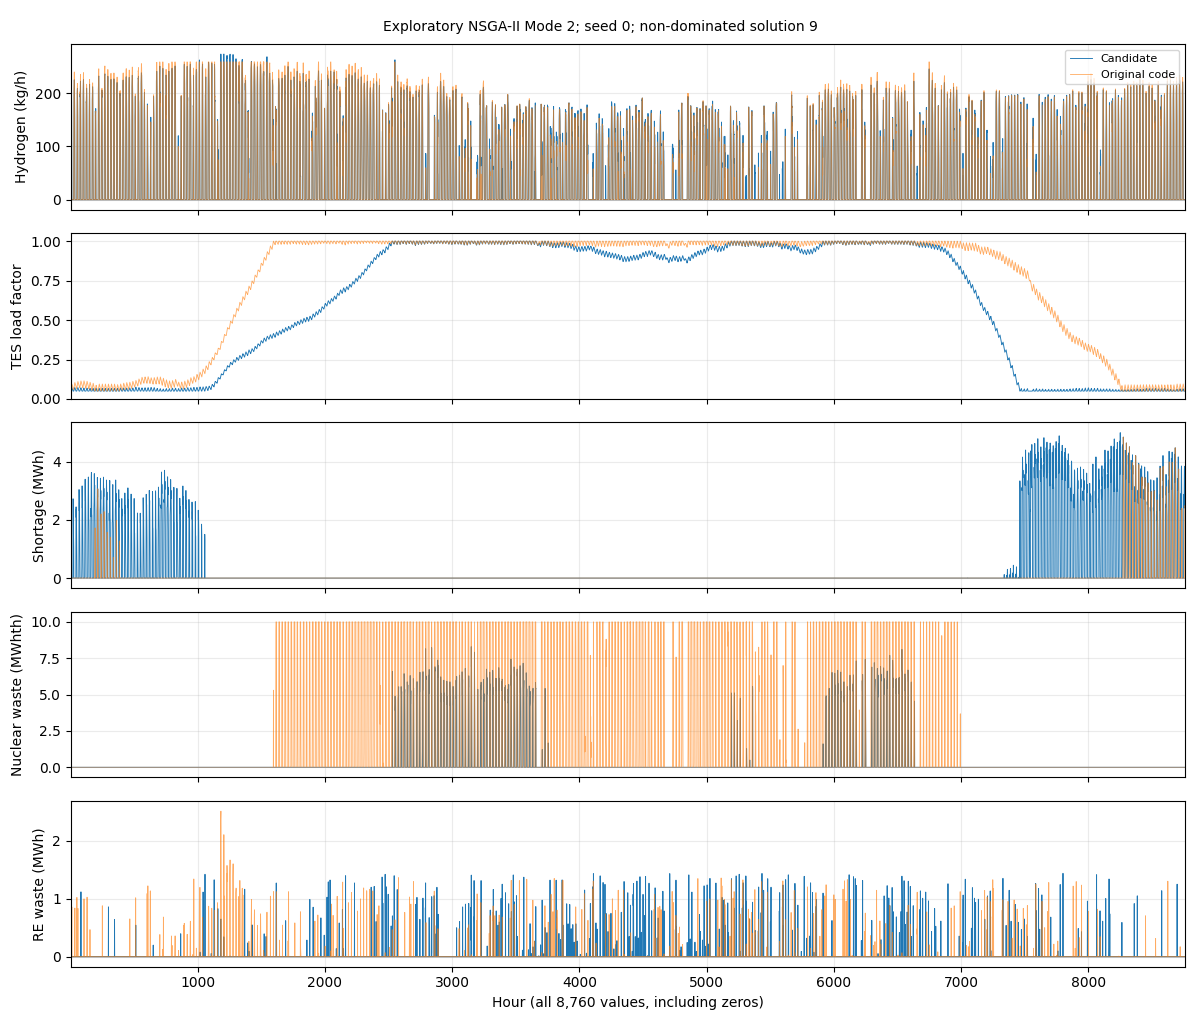 Exploratory NSGA-II Mode 2; seed 0; non-dominated solution 9
Hydrogen (kg/h)
200
100
0
Candidate
Original code
TES load factor
1.00
0.75
0.50
0.25
0.00
Shortage (MWh)
4
2
0
Nuclear waste (MWhth)
10.0
7.5
5.0
2.5
0.0
RE waste (MWh)
2
1
0
1000 2000 3000 4000 5000 6000 7000 8000
Hour (all 8,760 values, including zeros)